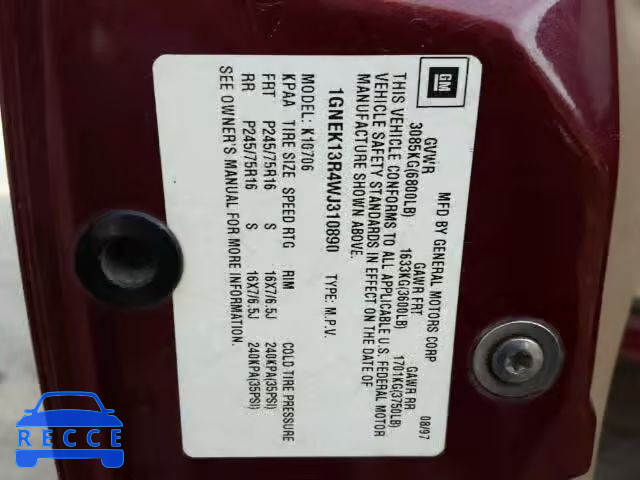 GM
MFD BY GENERAL MOTORS CORP 08/97
GVWR GAWR FRT GAWR RR
3085KG(6800LB) 1633KG(3600LB) 1701KG(3750LB)
THIS VEHICLE CONFORMS TO ALL APPLICABLE U.S. FEDERAL MOTOR
VEHICLE SAFETY STANDARDS IN EFFECT ON THE DATE OF
MANUFACTURE SHOWN ABOVE.
1GNEK13R4WJ310890 TYPE: M.P.V.
MODEL: K10706
KPAA TIRE SIZE SPEED RTG RIM COLD TIRE PRESSURE
FRT P245/75R16 S 16X7/6.5J 240KPA(35PSI)
RR P245/75R16 S 16X7/6.5J 240KPA(35PSI)
SEE OWNER'S MANUAL FOR MORE INFORMATION.
RECCE